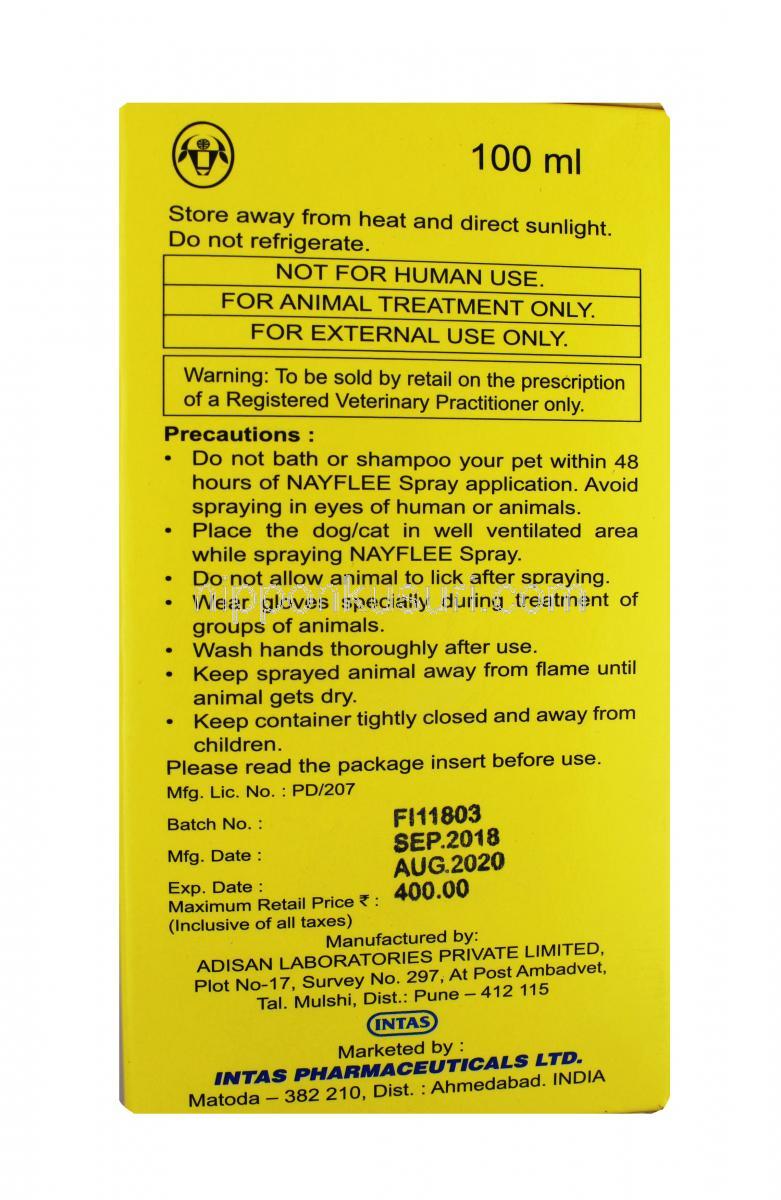 100 ml
Store away from heat and direct sunlight.
Do not refrigerate.
NOT FOR HUMAN USE.
FOR ANIMAL TREATMENT ONLY.
FOR EXTERNAL USE ONLY.
Warning: To be sold by retail on the prescription
of a Registered Veterinary Practitioner only.
Precautions :
• Do not bath or shampoo your pet within 48
hours of NAYFLEE Spray application. Avoid
spraying in eyes of human or animals.
• Place the dog/cat in well ventilated area
while spraying NAYFLEE Spray.
• Do not allow animal to lick after spraying.
• Wear gloves specially during treatment of
groups of animals.
nipponkusuri.com
• Wash hands thoroughly after use.
• Keep sprayed animal away from flame until
animal gets dry.
• Keep container tightly closed and away from
children.
Please read the package insert before use.
Mfg. Lic. No. : PD/207
Batch No. : FI11803
Mfg. Date : SEP.2018
Exp. Date : AUG.2020
Maximum Retail Price ₹ : 400.00
(Inclusive of all taxes)
Manufactured by:
ADISAN LABORATORIES PRIVATE LIMITED,
Plot No-17, Survey No. 297, At Post Ambadvet,
Tal. Mulshi, Dist.: Pune – 412 115
INTAS
Marketed by :
INTAS PHARMACEUTICALS LTD.
Matoda – 382 210, Dist. : Ahmedabad. INDIA